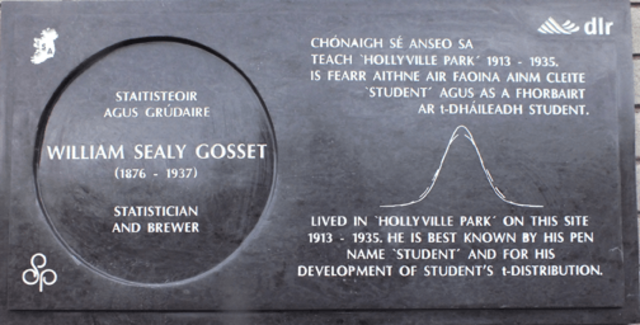 STAITISTEOIR
AGUS GRÚDAIRE
WILLIAM SEALY GOSSET
(1876 - 1937)
STATISTICIAN
AND BREWER
dlr
CHÓNAIGH SÉ ANSEO SA
TEACH 'HOLLYVILLE PARK' 1913 - 1935.
IS FEARR AITHNE AIR FAOINA AINM CLEITE
'STUDENT' AGUS AS A FHORBAIRT
AR t-DHÁILEADH STUDENT.
LIVED IN 'HOLLYVILLE PARK' ON THIS SITE
1913 - 1935. HE IS BEST KNOWN BY HIS PEN
NAME 'STUDENT' AND FOR HIS
DEVELOPMENT OF STUDENT'S t-DISTRIBUTION.